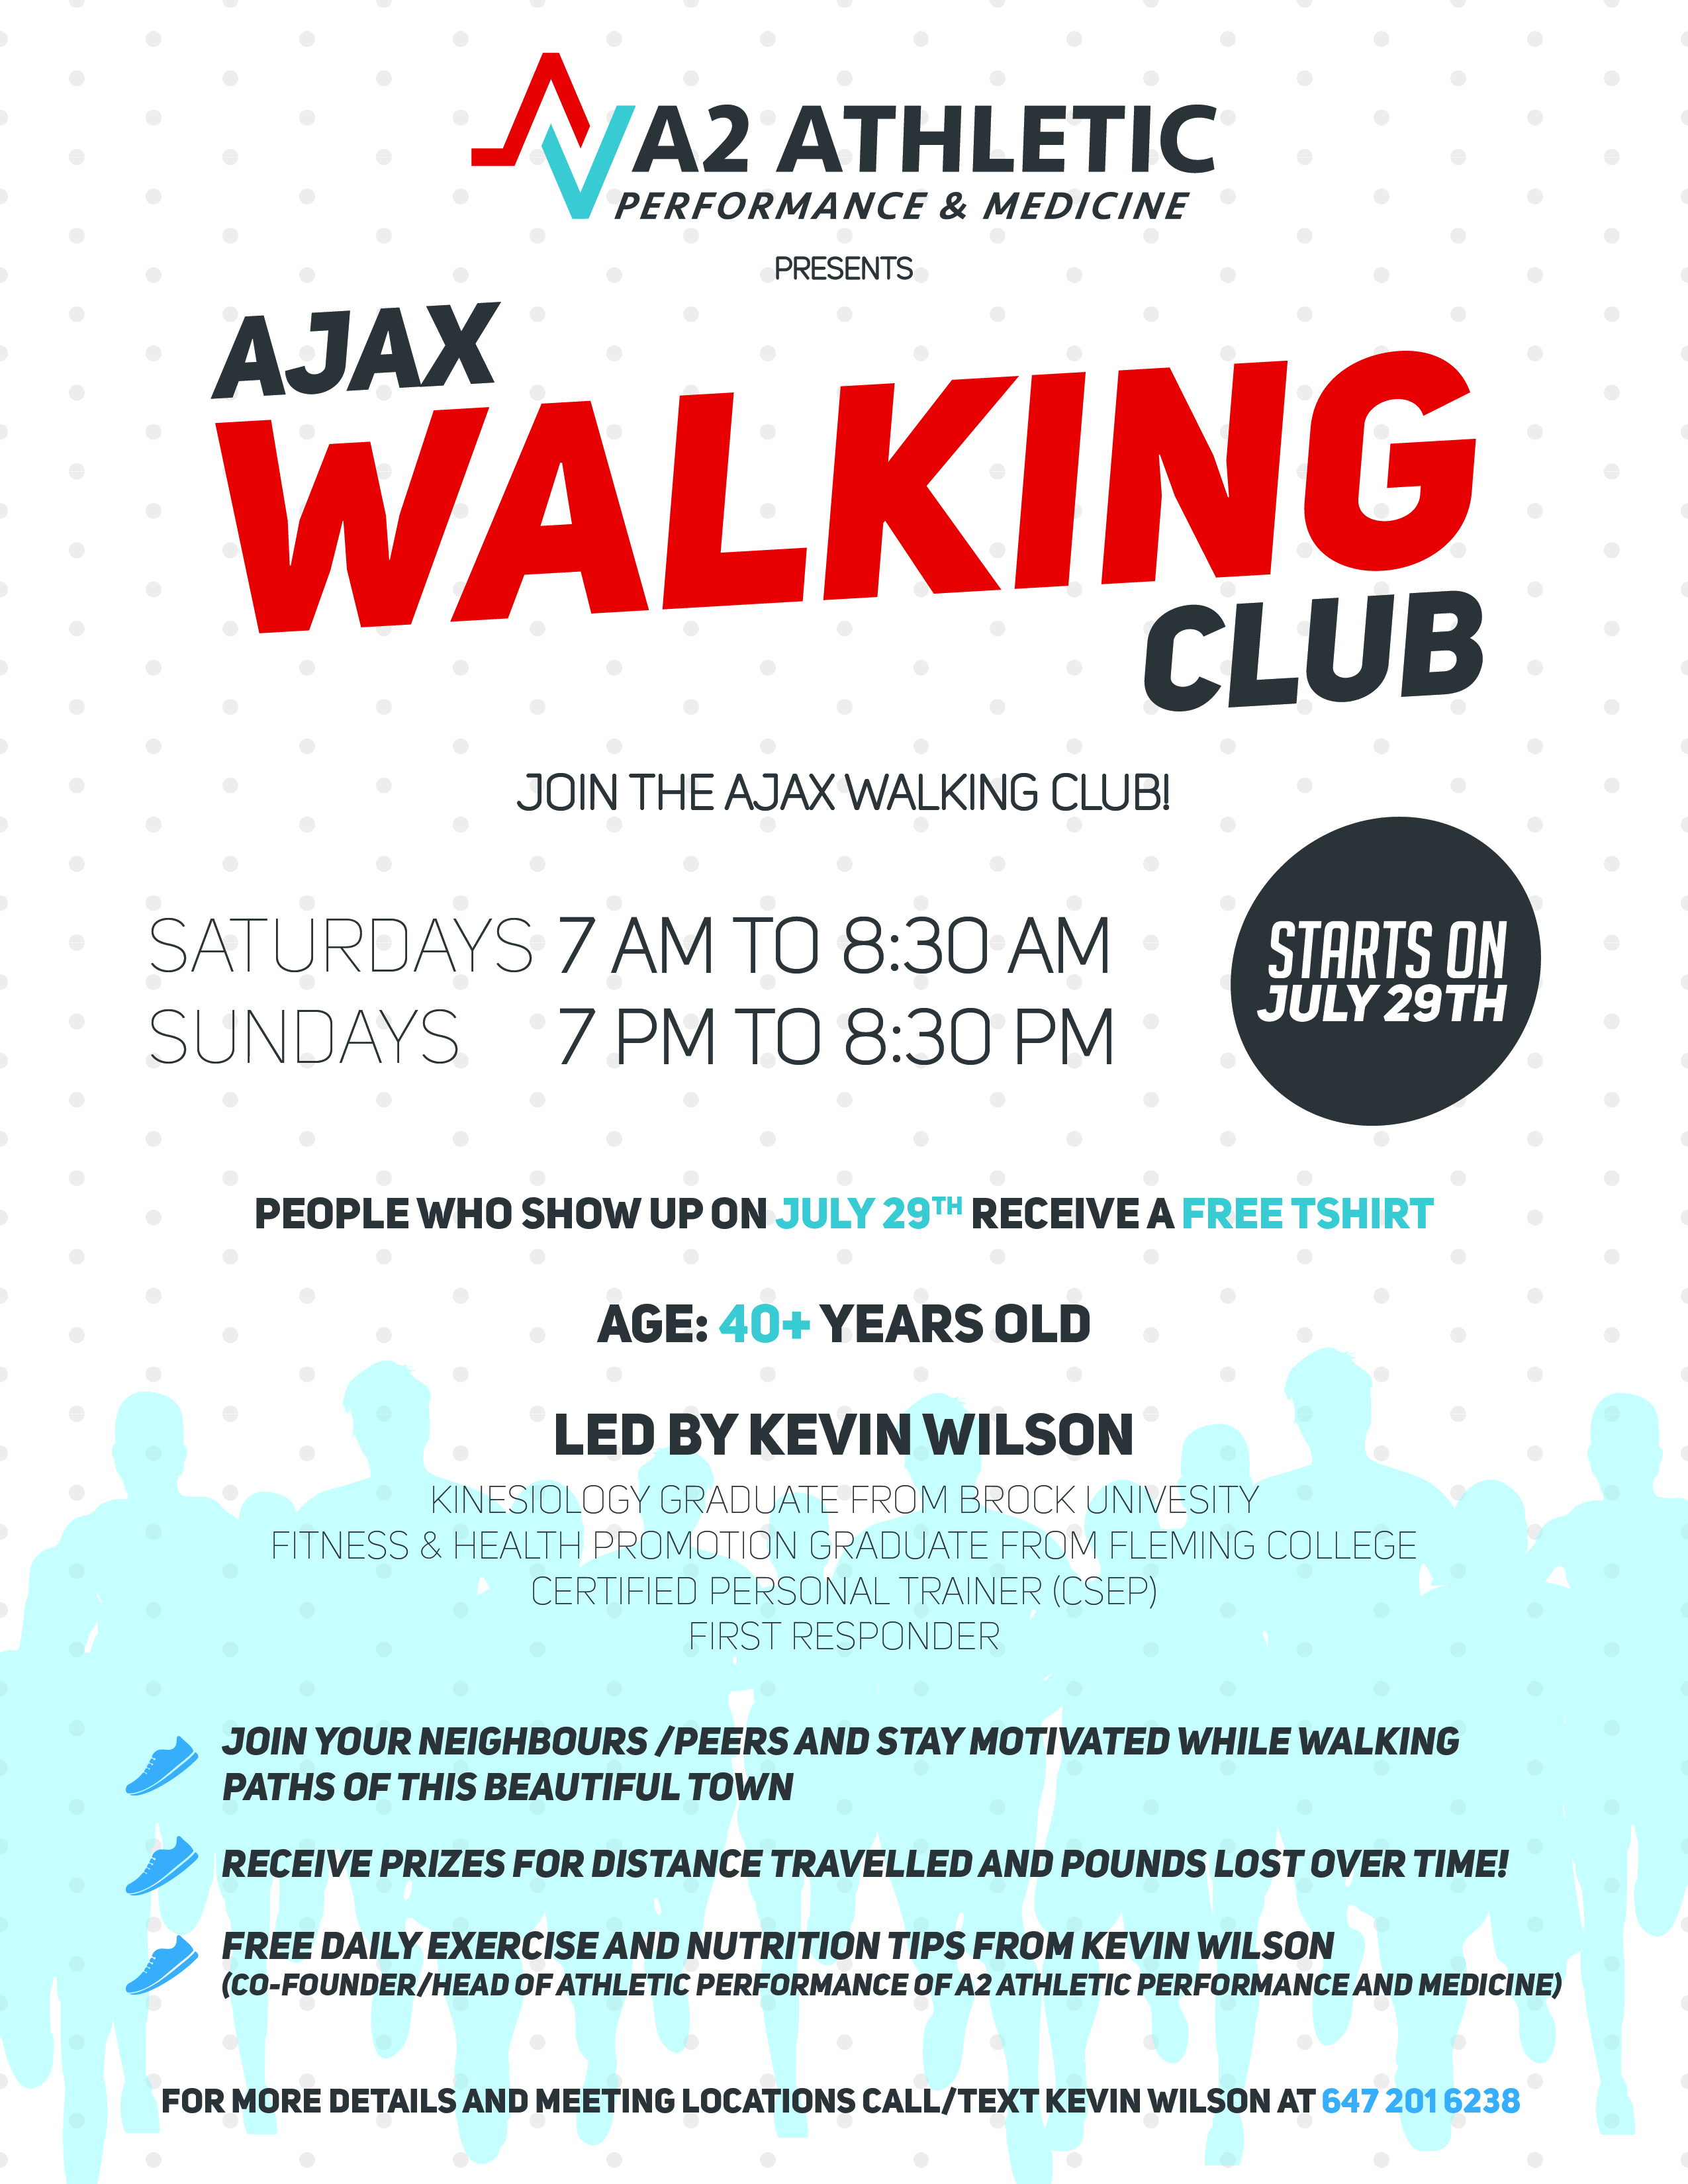 A2 ATHLETIC
PERFORMANCE & MEDICINE
PRESENTS
AJAX
WALKING
CLUB
JOIN THE AJAX WALKING CLUB!
SATURDAYS 7 AM TO 8:30 AM
SUNDAYS 7 PM TO 8:30 PM
STARTS ON
JULY 29TH
PEOPLE WHO SHOW UP ON JULY 29TH RECEIVE A FREE TSHIRT
AGE: 40+ YEARS OLD
LED BY KEVIN WILSON
KINESIOLOGY GRADUATE FROM BROCK UNIVESITY
FITNESS & HEALTH PROMOTION GRADUATE FROM FLEMING COLLEGE
CERTIFIED PERSONAL TRAINER (CSEP)
FIRST RESPONDER
JOIN YOUR NEIGHBOURS /PEERS AND STAY MOTIVATED WHILE WALKING
PATHS OF THIS BEAUTIFUL TOWN
RECEIVE PRIZES FOR DISTANCE TRAVELLED AND POUNDS LOST OVER TIME!
FREE DAILY EXERCISE AND NUTRITION TIPS FROM KEVIN WILSON
(CO-FOUNDER/HEAD OF ATHLETIC PERFORMANCE OF A2 ATHLETIC PERFORMANCE AND MEDICINE)
FOR MORE DETAILS AND MEETING LOCATIONS CALL/TEXT KEVIN WILSON AT 647 201 6238